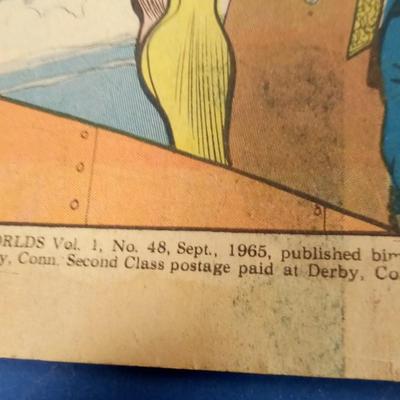 ORLDS Vol. 1, No. 48, Sept., 1965, published bim
y, Conn. Second Class postage paid at Derby, Co